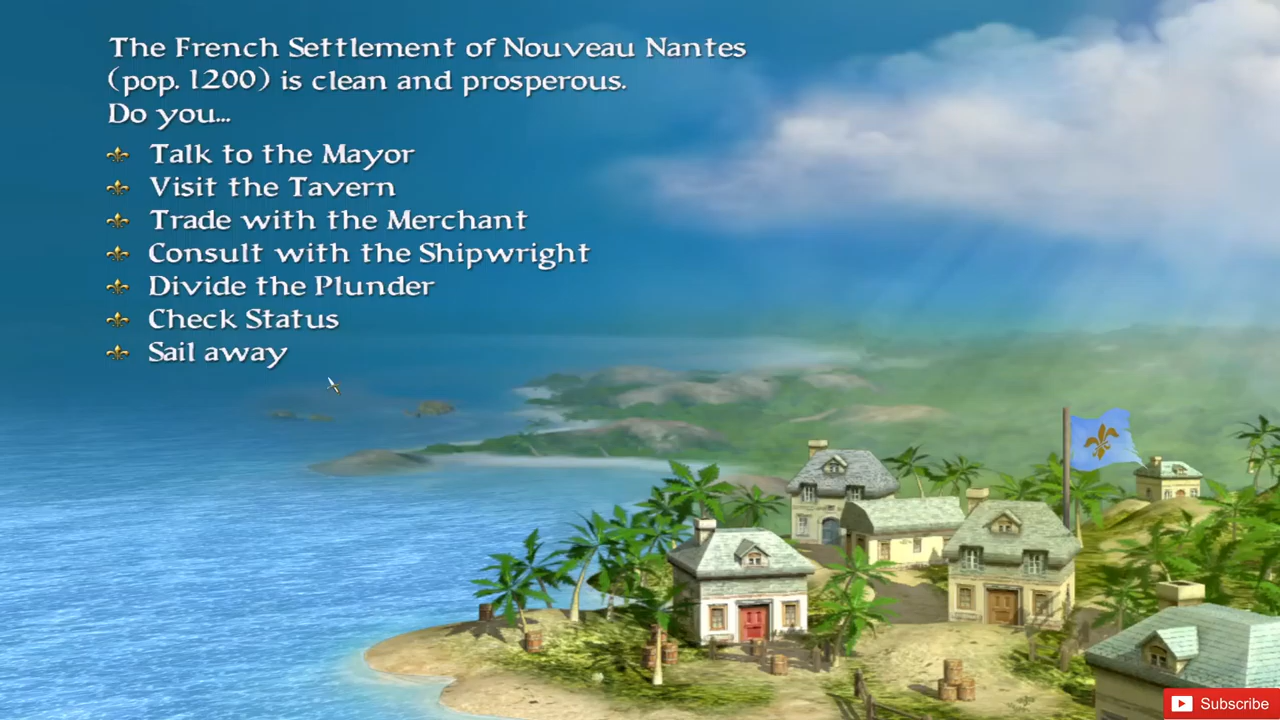 The French Settlement of Nouveau Nantes
(pop. 1200) is clean and prosperous.
Do you...
Talk to the Mayor
Visit the Tavern
Trade with the Merchant
Consult with the Shipwright
Divide the Plunder
Check Status
Sail away
Subscribe